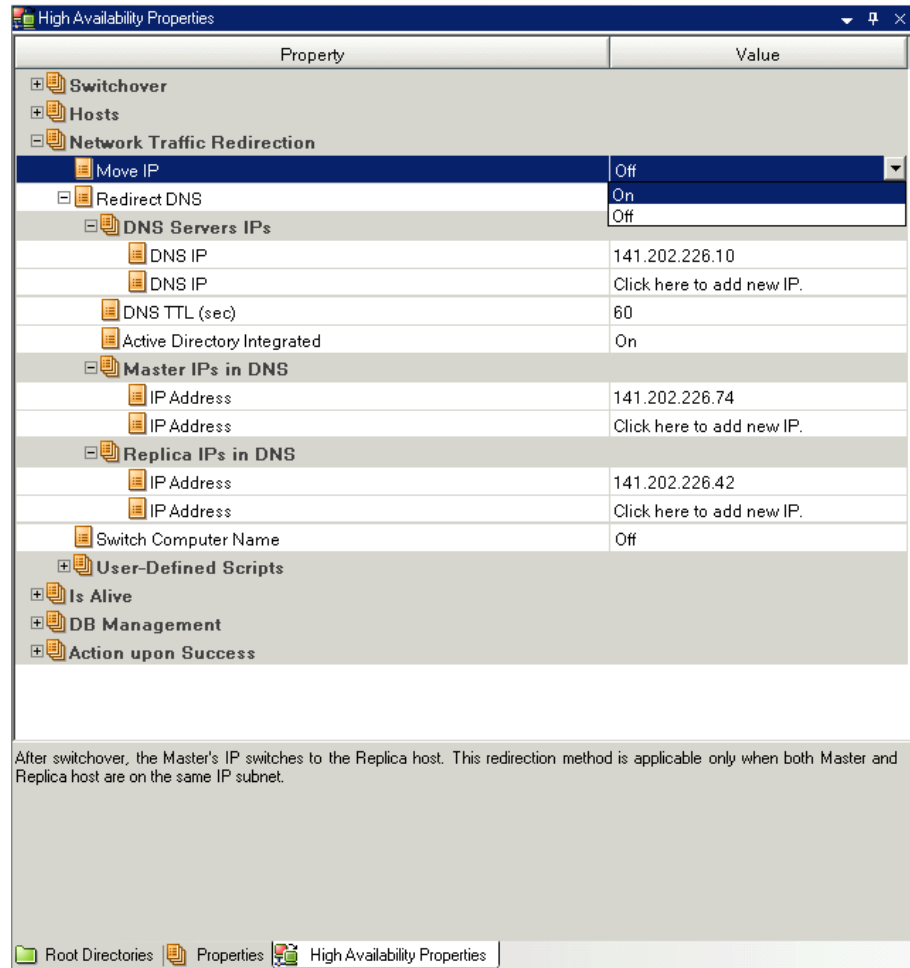 High Availability Properties
Property Value
Switchover
Hosts
Network Traffic Redirection
Move IP Off
On
Redirect DNS
Off
DNS Servers IPs
DNS IP 141.202.226.10
DNS IP Click here to add new IP.
DNS TTL (sec) 60
Active Directory Integrated On
Master IPs in DNS
IP Address 141.202.226.74
IP Address Click here to add new IP.
Replica IPs in DNS
IP Address 141.202.226.42
IP Address Click here to add new IP.
Switch Computer Name Off
User-Defined Scripts
Is Alive
DB Management
Action upon Success
After switchover, the Master's IP switches to the Replica host. This redirection method is applicable only when both Master and
Replica host are on the same IP subnet.
Root Directories Properties High Availability Properties